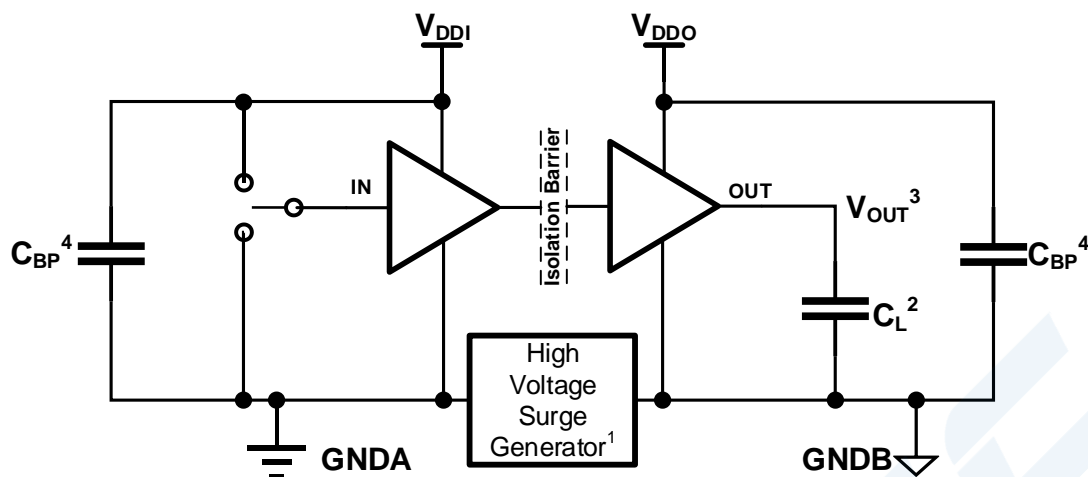 VDDI
VDDO
IN
Isolation Barrier
OUT
VOUT³
CBP⁴
CBP⁴
CL²
High
Voltage
Surge
Generator¹
GNDA
GNDB